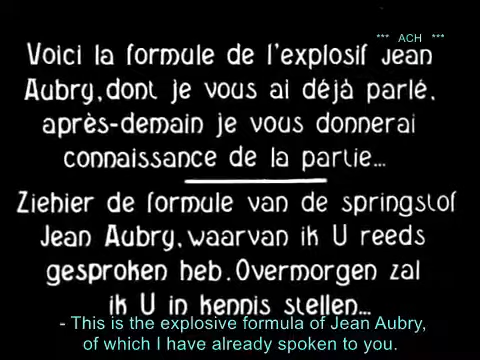 *** ACH ***
Voici la formule de l'explosif Jean
Aubry, dont je vous ai déjà parlé,
après-demain je vous donnerai
connaissance de la partie...
Ziehier de formule van de springstof
Jean Aubry, waarvan ik U reeds
gesproken heb. Overmorgen zal
ik U in kennis stellen...
- This is the explosive formula of Jean Aubry,
of which I have already spoken to you.